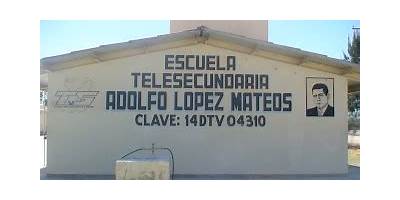 ESCUELA
TELESECUNDARIA
ADOLFO LOPEZ MATEOS
CLAVE: 14DTV04310